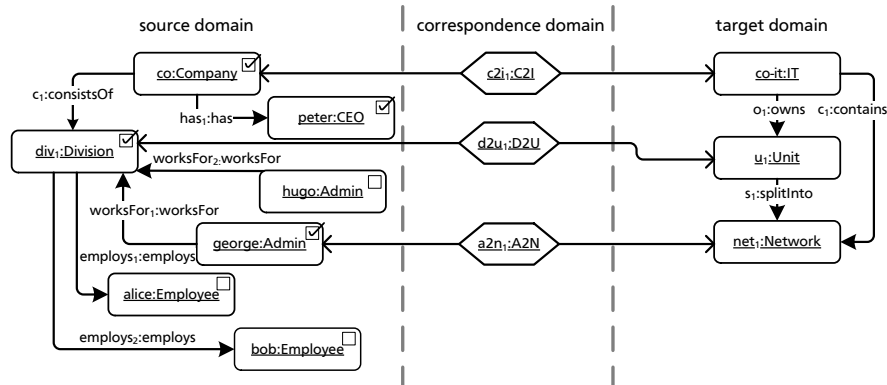 source domain
correspondence domain
target domain
co:Company
c2i₁:C2I
co-it:IT
c₁:consistsOf
has₁:has
peter:CEO
o₁:owns
c₁:contains
div₁:Division
d2u₁:D2U
u₁:Unit
worksFor₂:worksFor
hugo:Admin
s₁:splitInto
worksFor₁:worksFor
george:Admin
a2n₁:A2N
net₁:Network
employs₁:employs
alice:Employee
employs₂:employs
bob:Employee